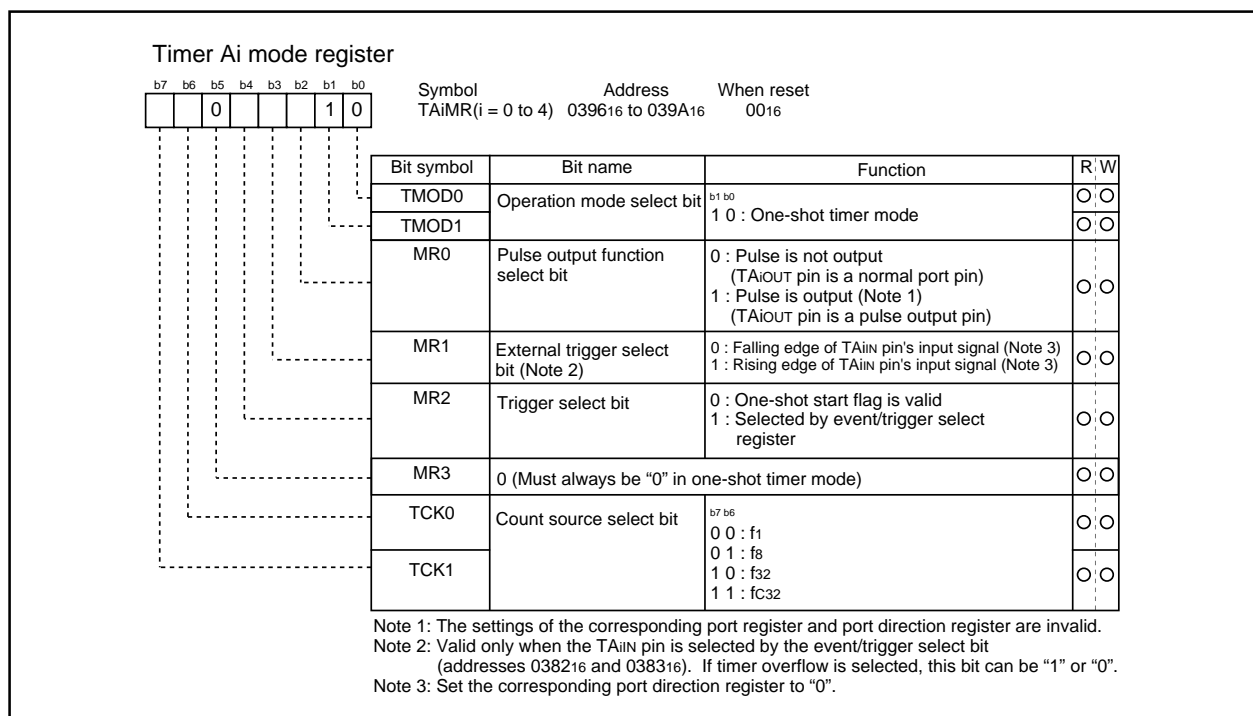 Timer Ai mode register
b7 b6 b5 b4 b3 b2 b1 b0
0 1 0
Symbol Address When reset
TAiMR(i = 0 to 4) 039616 to 039A16 0016
Bit symbol Bit name Function R W
TMOD0 Operation mode select bit b1 b0
1 0 : One-shot timer mode
TMOD1
MR0 Pulse output function select bit 0 : Pulse is not output
(TAiOUT pin is a normal port pin)
1 : Pulse is output (Note 1)
(TAiOUT pin is a pulse output pin)
MR1 External trigger select bit (Note 2) 0 : Falling edge of TAiIN pin's input signal (Note 3)
1 : Rising edge of TAiIN pin's input signal (Note 3)
MR2 Trigger select bit 0 : One-shot start flag is valid
1 : Selected by event/trigger select
register
MR3 0 (Must always be “0” in one-shot timer mode)
TCK0 Count source select bit b7 b6
0 0 : f1
0 1 : f8
TCK1 1 0 : f32
1 1 : fC32
Note 1: The settings of the corresponding port register and port direction register are invalid.
Note 2: Valid only when the TAiIN pin is selected by the event/trigger select bit
(addresses 038216 and 038316). If timer overflow is selected, this bit can be “1” or “0”.
Note 3: Set the corresponding port direction register to “0”.